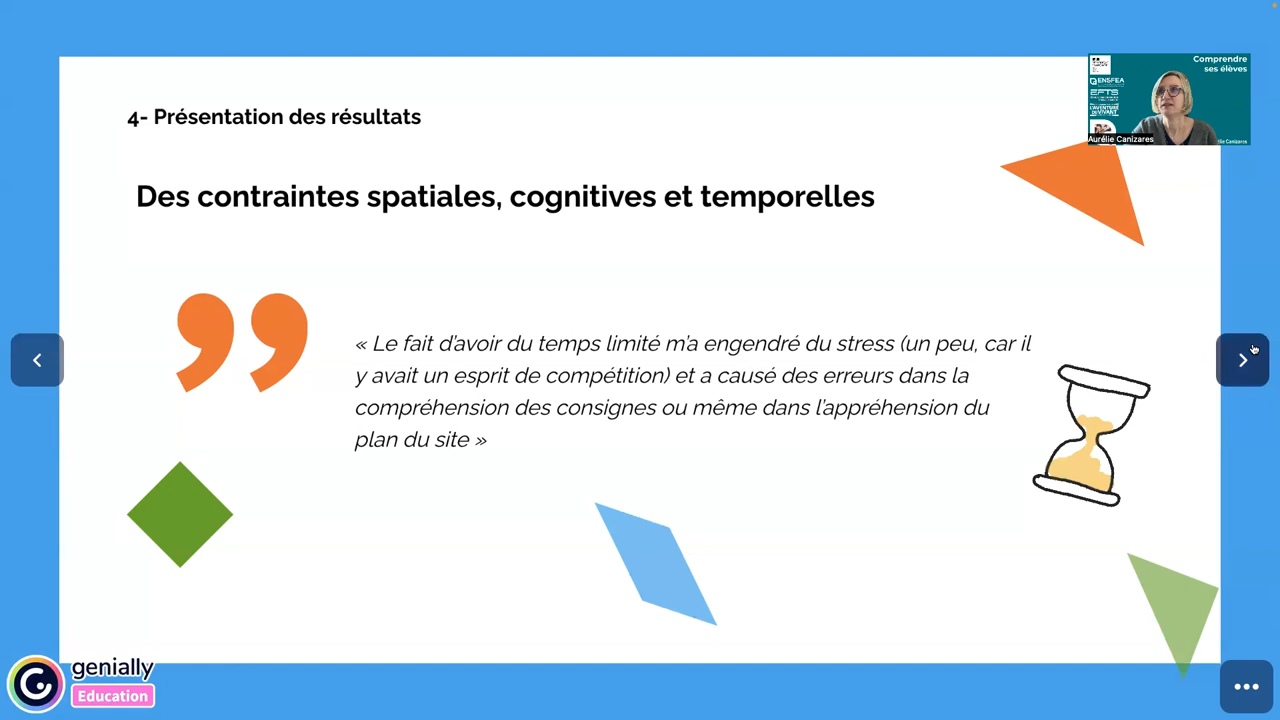 Comprendre
ses élèves
ENSFEA
EFTS
Aurélie Canizares
4- Présentation des résultats
Des contraintes spatiales, cognitives et temporelles
« Le fait d’avoir du temps limité m’a engendré du stress (un peu, car il
y avait un esprit de compétition) et a causé des erreurs dans la
compréhension des consignes ou même dans l’appréhension du
plan du site »
genially
Education